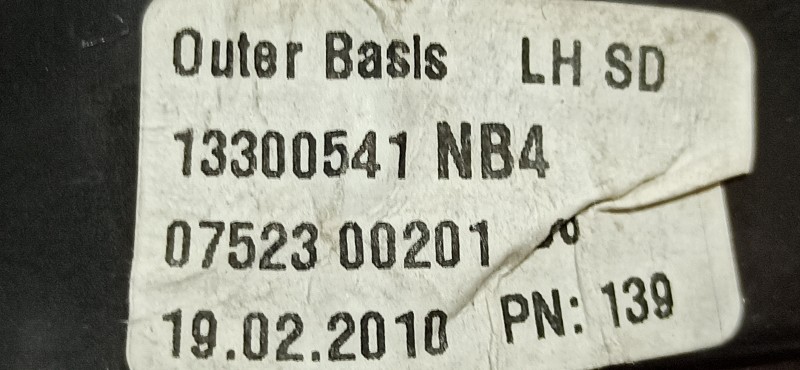 Outer Basis LH SD
13300541 NB4
07523 00201
19.02.2010 PN: 139